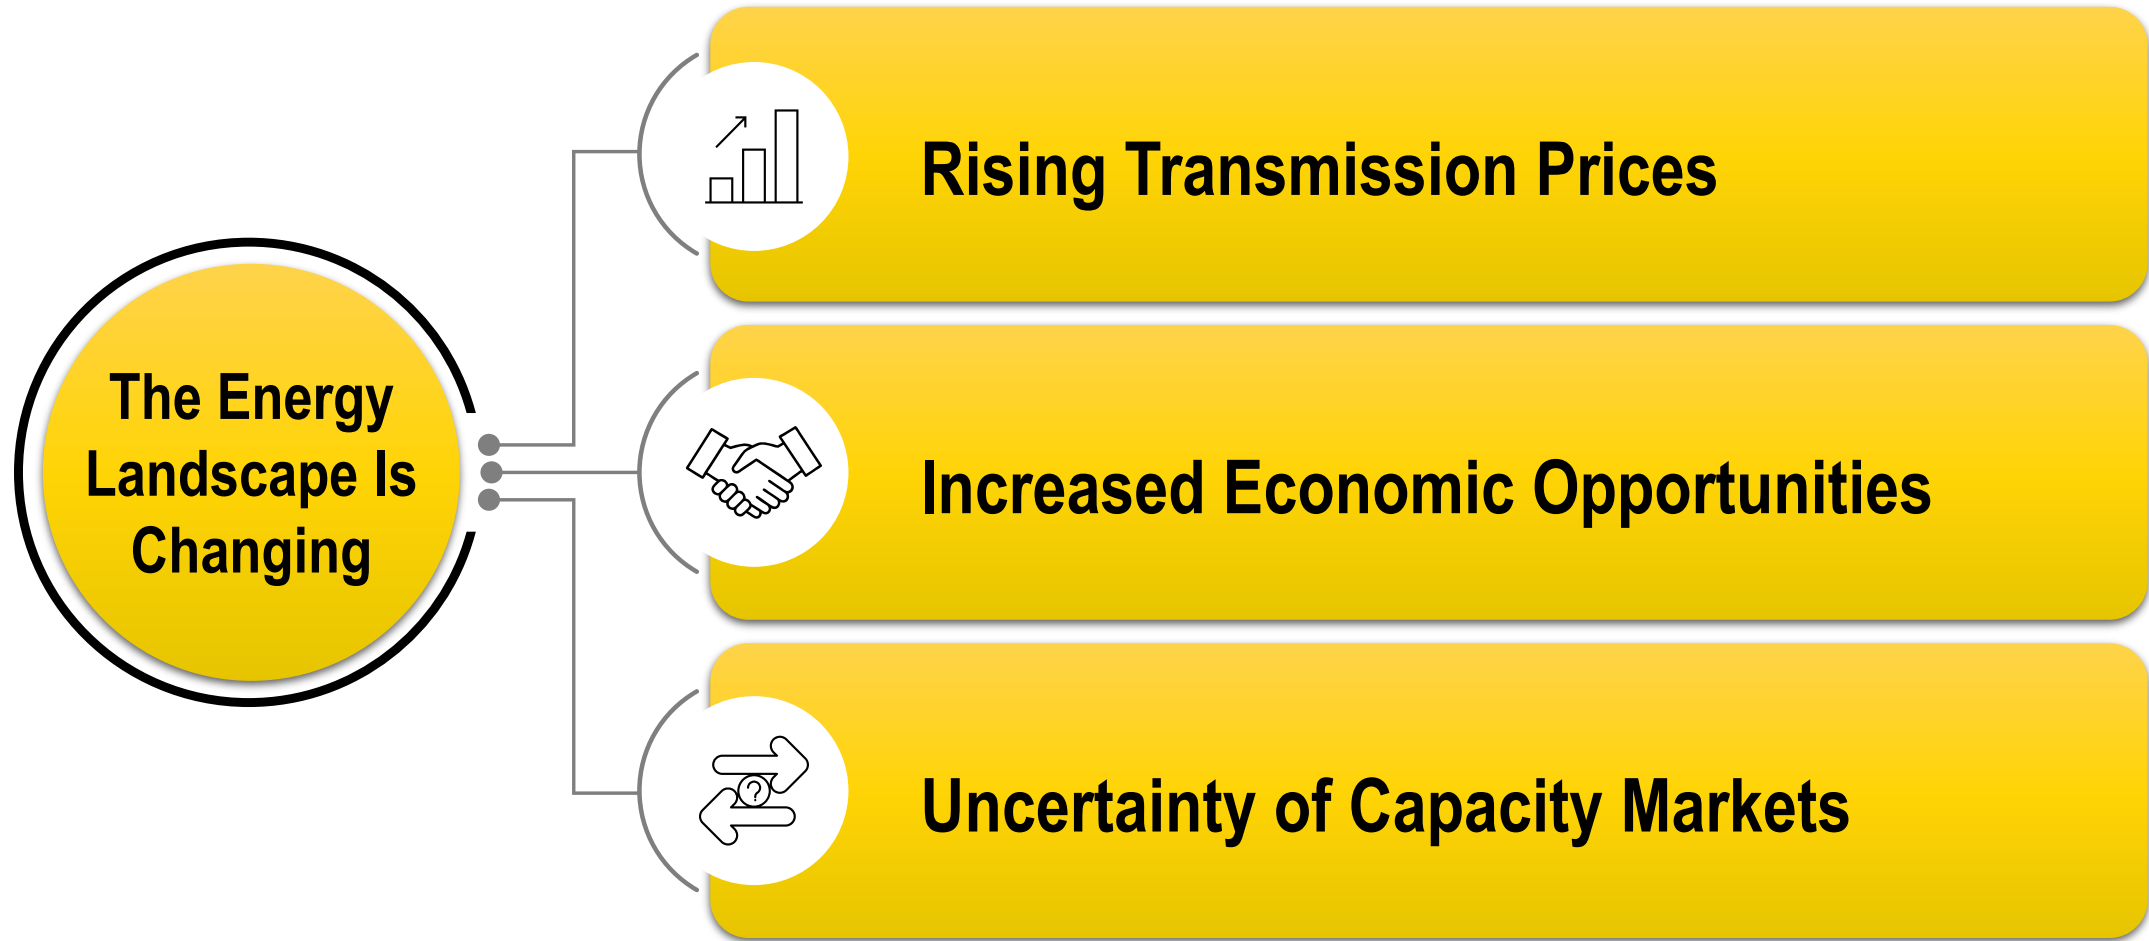 The Energy
Landscape Is
Changing
Rising Transmission Prices
Increased Economic Opportunities
?
Uncertainty of Capacity Markets